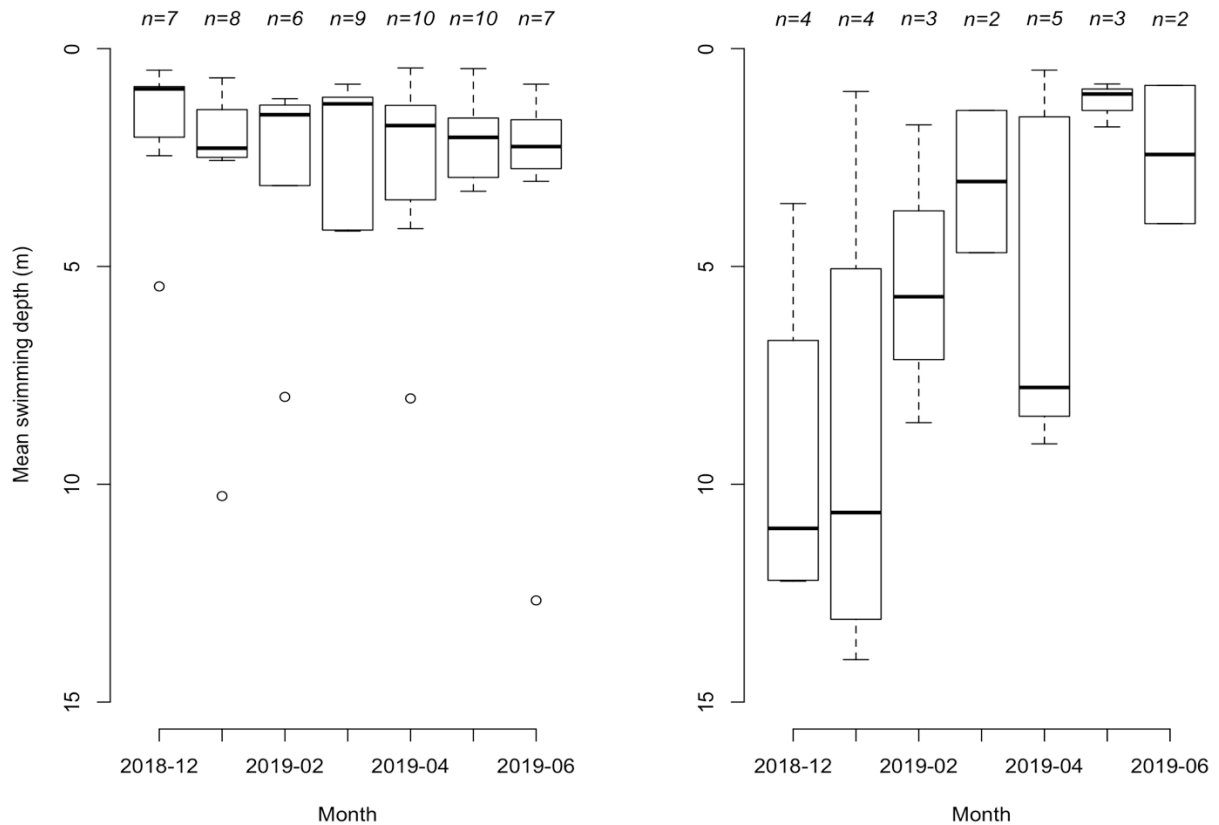 n=7 n=8 n=6 n=9 n=10 n=10 n=7
n=4 n=4 n=3 n=2 n=5 n=3 n=2
0
5
10
15
Mean swimming depth (m)
2018-12 2019-02 2019-04 2019-06
Month
0
5
10
15
2018-12 2019-02 2019-04 2019-06
Month